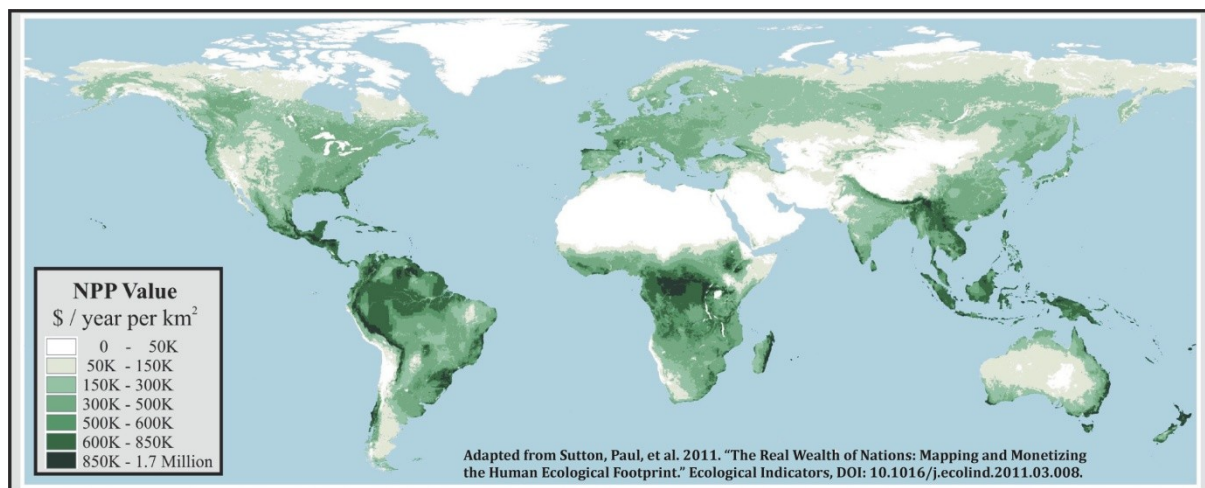 NPP Value
$ / year per km²
0 - 50K
50K - 150K
150K - 300K
300K - 500K
500K - 600K
600K - 850K
850K - 1.7 Million
Adapted from Sutton, Paul, et al. 2011. “The Real Wealth of Nations: Mapping and Monetizing
the Human Ecological Footprint.” Ecological Indicators, DOI: 10.1016/j.ecolind.2011.03.008.